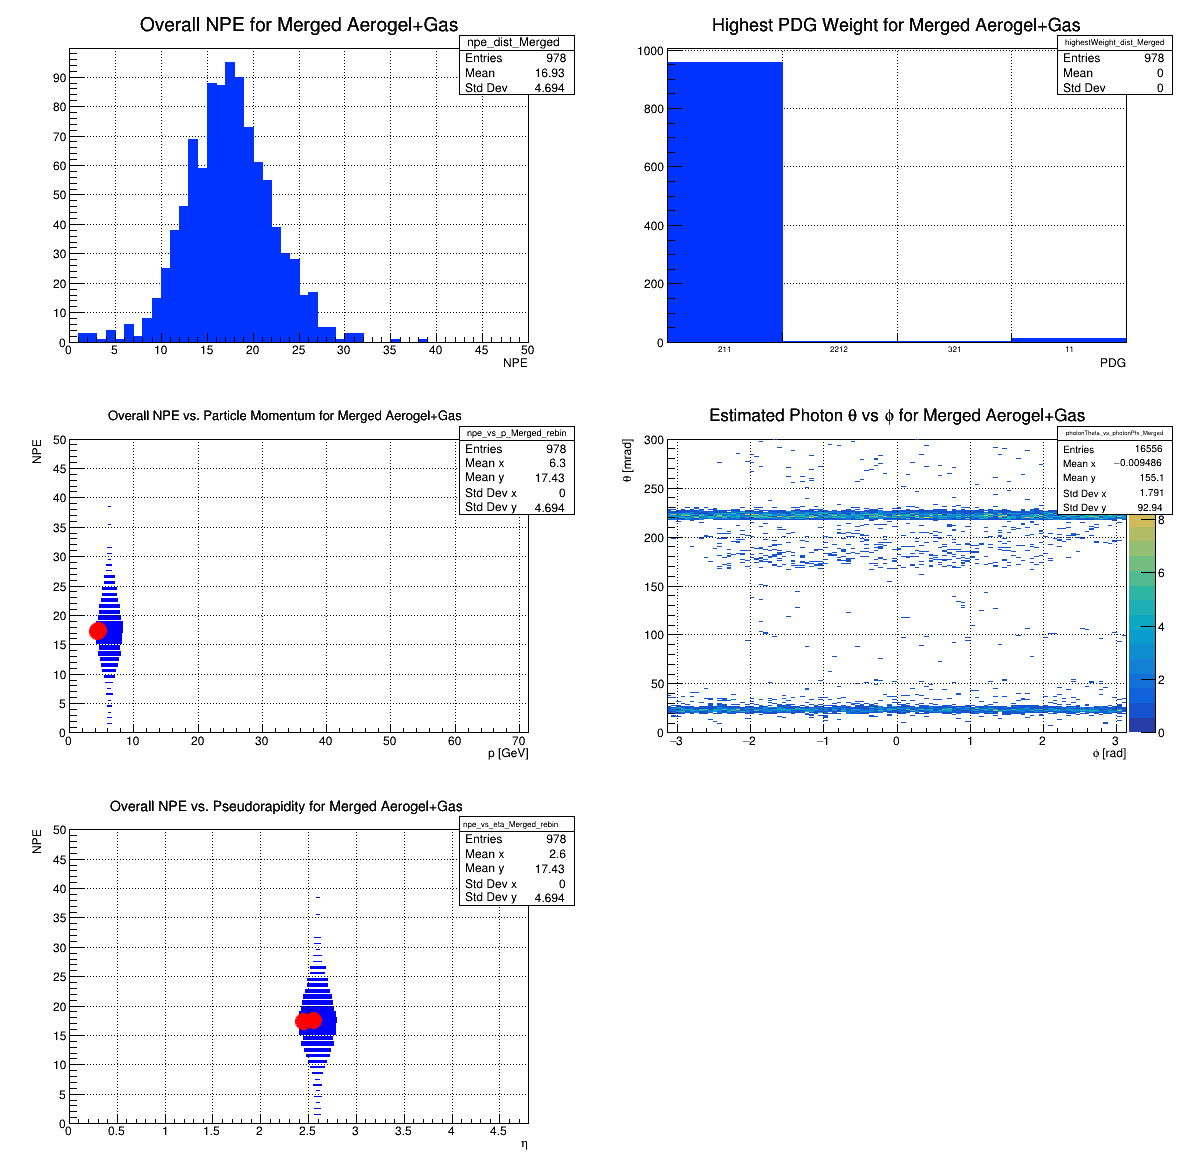 Overall NPE for Merged Aerogel+Gas
npe_dist_Merged
Entries 978
Mean 16.93
Std Dev 4.694
90
80
70
60
50
40
30
20
10
0
0 5 10 15 20 25 30 35 40 45 50
NPE
Highest PDG Weight for Merged Aerogel+Gas
highestWeight_dist_Merged
Entries 978
Mean 0
Std Dev 0
1000
800
600
400
200
0
211 2212 321 11
PDG
Overall NPE vs. Particle Momentum for Merged Aerogel+Gas
npe_vs_p_Merged_rebin
Entries 978
Mean x 6.3
Mean y 17.43
Std Dev x 0
Std Dev y 4.694
NPE
50
45
40
35
30
25
20
15
10
5
0
0 10 20 30 40 50 60 70
p [GeV]
Estimated Photon θ vs ϕ for Merged Aerogel+Gas
photonTheta_vs_photonPhi_Merged
Entries 16556
Mean x −0.009486
Mean y 155.1
Std Dev x 1.791
Std Dev y 92.94
θ [mrad]
300
250
200
150
100
50
0
−3 −2 −1 0 1 2 3
ϕ [rad]
8
6
4
2
0
Overall NPE vs. Pseudorapidity for Merged Aerogel+Gas
npe_vs_eta_Merged_rebin
Entries 978
Mean x 2.6
Mean y 17.43
Std Dev x 0
Std Dev y 4.694
NPE
50
45
40
35
30
25
20
15
10
5
0
0 0.5 1 1.5 2 2.5 3 3.5 4 4.5
η